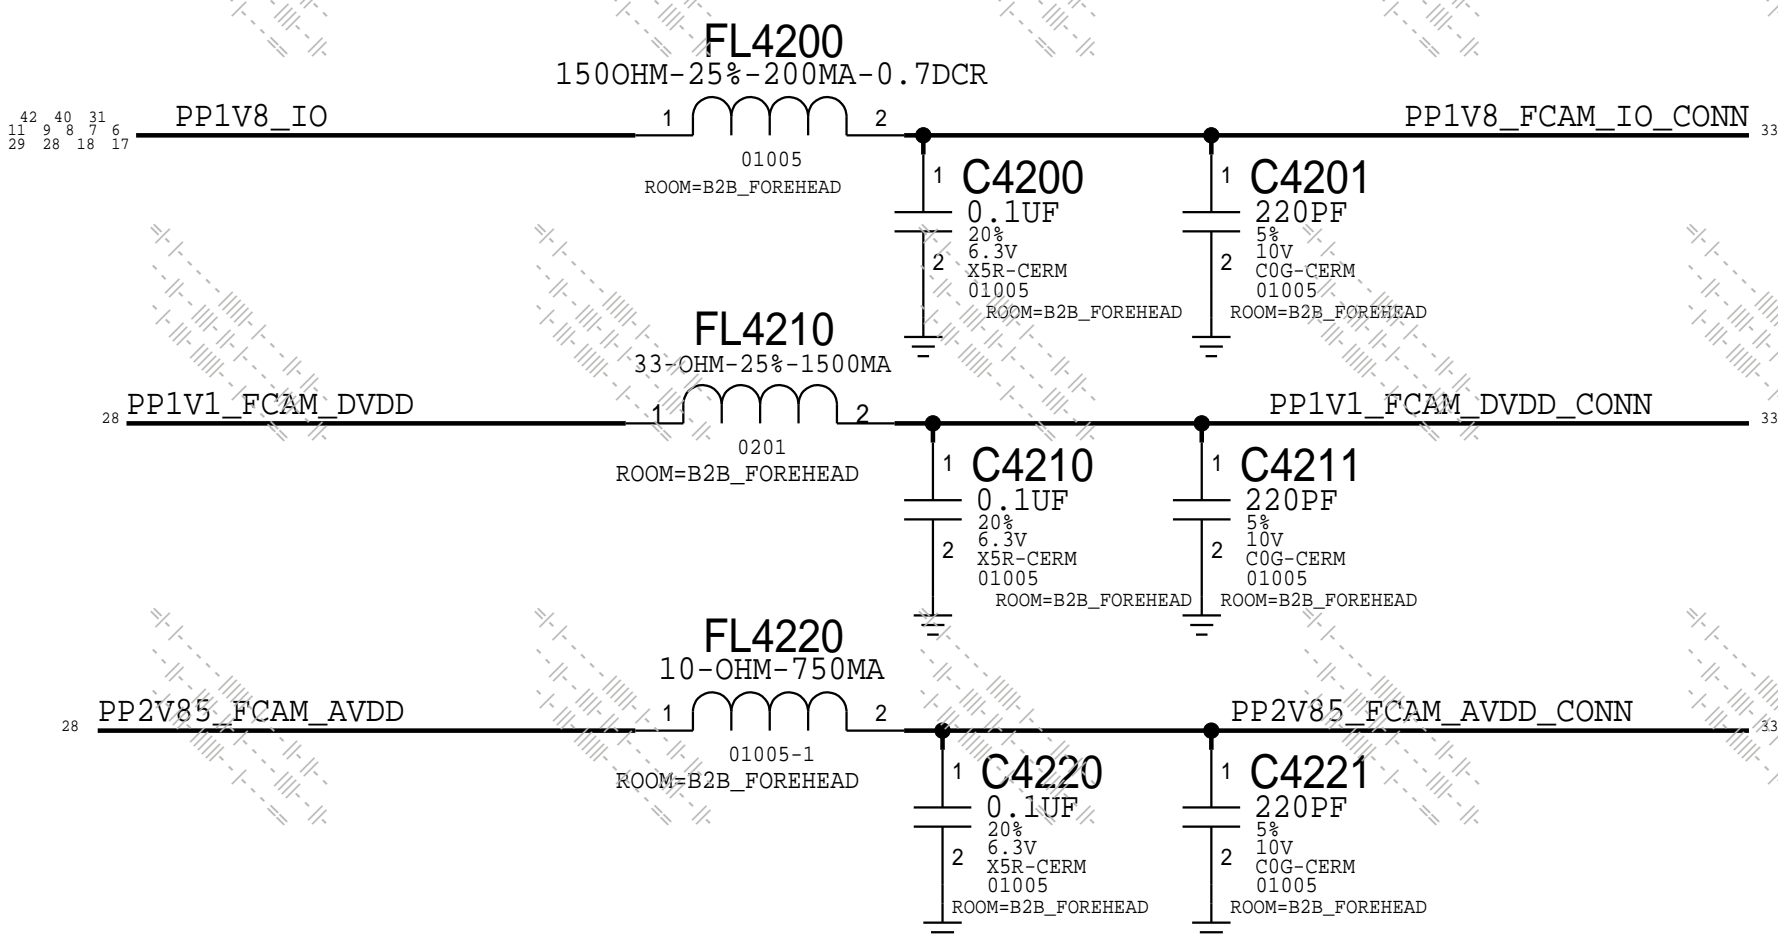 FL4200
150OHM-25%-200MA-0.7DCR
42 40 31
11 9 8 7 6
29 28 18 17
PP1V8_IO
1
2
PP1V8_FCAM_IO_CONN
33
01005
ROOM=B2B_FOREHEAD
1
C4200
0.1UF
20%
6.3V
2
X5R-CERM
01005
ROOM=B2B_FOREHEAD
1
C4201
220PF
5%
10V
2
C0G-CERM
01005
ROOM=B2B_FOREHEAD
FL4210
33-OHM-25%-1500MA
28
PP1V1_FCAM_DVDD
1
2
PP1V1_FCAM_DVDD_CONN
33
0201
ROOM=B2B_FOREHEAD
1
C4210
0.1UF
20%
6.3V
2
X5R-CERM
01005
ROOM=B2B_FOREHEAD
1
C4211
220PF
5%
10V
2
C0G-CERM
01005
ROOM=B2B_FOREHEAD
FL4220
10-OHM-750MA
28
PP2V85_FCAM_AVDD
1
2
PP2V85_FCAM_AVDD_CONN
33
01005-1
ROOM=B2B_FOREHEAD
1
C4220
0.1UF
20%
6.3V
2
X5R-CERM
01005
ROOM=B2B_FOREHEAD
1
C4221
220PF
5%
10V
2
C0G-CERM
01005
ROOM=B2B_FOREHEAD